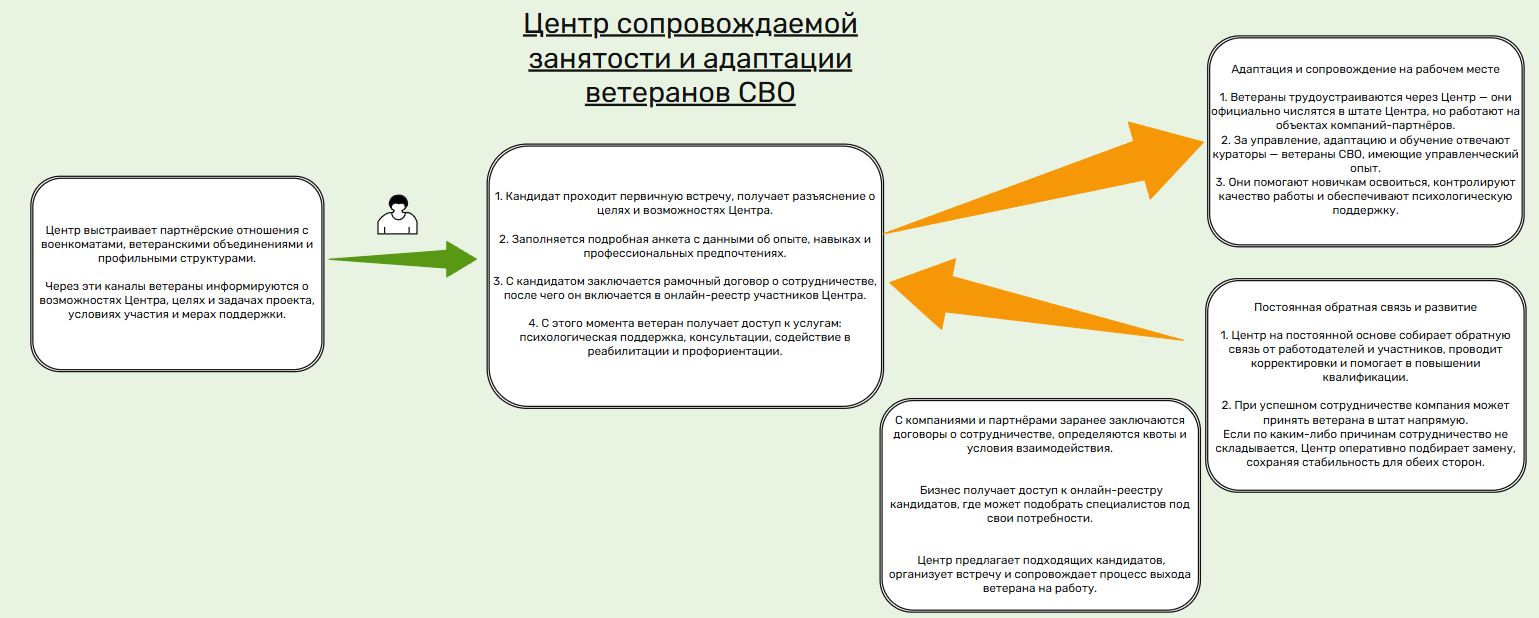 Центр сопровождаемой
занятости и адаптации
ветеранов СВО
Центр выстраивает партнёрские отношения с
военкоматами, ветеранскими объединениями и
профильными структурами.
Через эти каналы ветераны информируются о
возможностях Центра, целях и задачах проекта,
условиях участия и мерах поддержки.
1. Кандидат проходит первичную встречу, получает разъяснение о
целях и возможностях Центра.
2. Заполняется подробная анкета с данными об опыте, навыках и
профессиональных предпочтениях.
3. С кандидатом заключается рамочный договор о сотрудничестве,
после чего он включается в онлайн-реестр участников Центра.
4. С этого момента ветеран получает доступ к услугам:
психологическая поддержка, консультации, содействие в
реабилитации и профориентации.
Адаптация и сопровождение на рабочем месте
1. Ветераны трудоустраиваются через Центр — они
официально числятся в штате Центра, но работают на
объектах компаний-партнёров.
2. За управление, адаптацию и обучение отвечают
кураторы — ветераны СВО, имеющие управленческий
опыт.
3. Они помогают новичкам освоиться, контролируют
качество работы и обеспечивают психологическую
поддержку.
Постоянная обратная связь и развитие
1. Центр на постоянной основе собирает обратную
связь от работодателей и участников, проводит
корректировки и помогает в повышении
квалификации.
2. При успешном сотрудничестве компания может
принять ветерана в штат напрямую.
Если по каким-либо причинам сотрудничество не
складывается, Центр оперативно подбирает замену,
сохраняя стабильность для обеих сторон.
С компаниями и партнёрами заранее заключаются
договоры о сотрудничестве, определяются квоты и
условия взаимодействия.
Бизнес получает доступ к онлайн-реестру
кандидатов, где может подобрать специалистов под
свои потребности.
Центр предлагает подходящих кандидатов,
организует встречу и сопровождает процесс выхода
ветерана на работу.